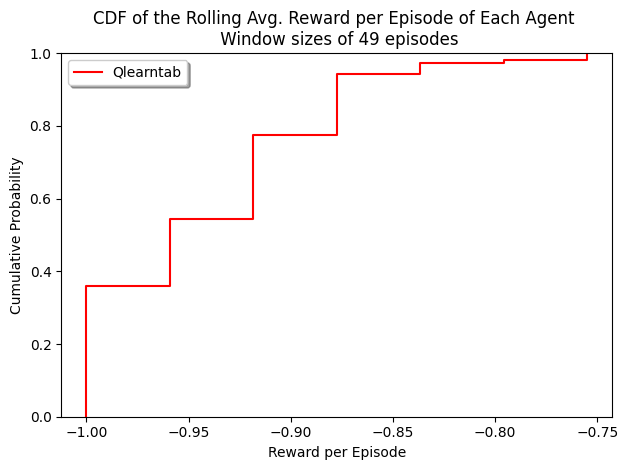 CDF of the Rolling Avg. Reward per Episode of Each Agent
Window sizes of 49 episodes
Qlearntab
Cumulative Probability
1.0
0.8
0.6
0.4
0.2
0.0
−1.00 −0.95 −0.90 −0.85 −0.80 −0.75
Reward per Episode